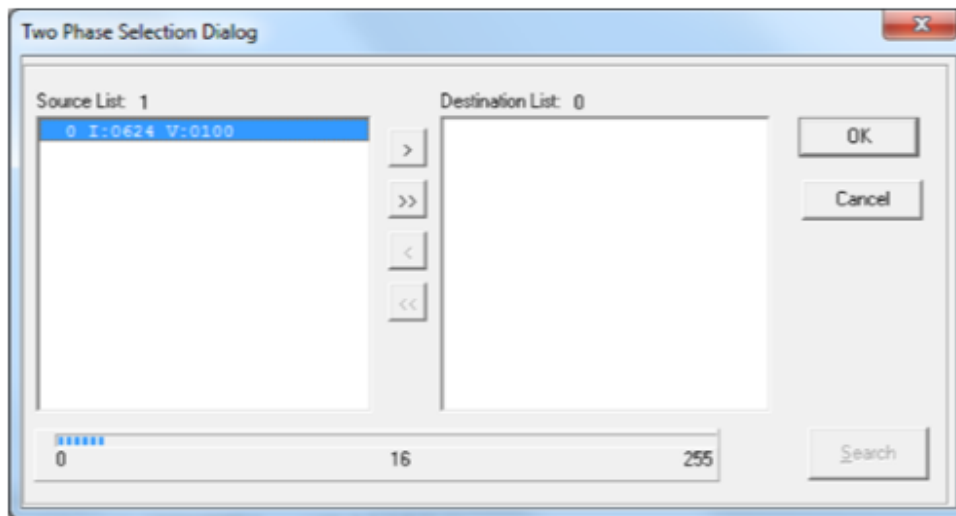 Two Phase Selection Dialog
Source List: 1
Destination List: 0
0 I:0624 V:0100
>
>>
<
<<
OK
Cancel
0 16 255
Search